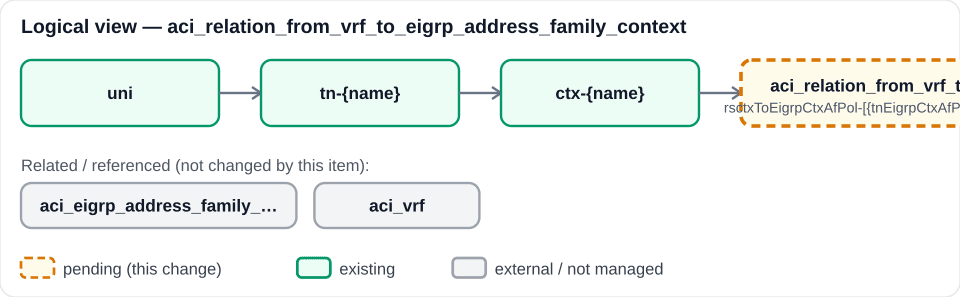 Logical view — aci_relation_from_vrf_to_eigrp_address_family_context
uni
tn-{name}
ctx-{name}
aci_relation_from_vrf_t
rsctxToEigrpCtxAfPol-[{tnEigrpCtxAfP
Related / referenced (not changed by this item):
aci_eigrp_address_family_…
aci_vrf
pending (this change)
existing
external / not managed